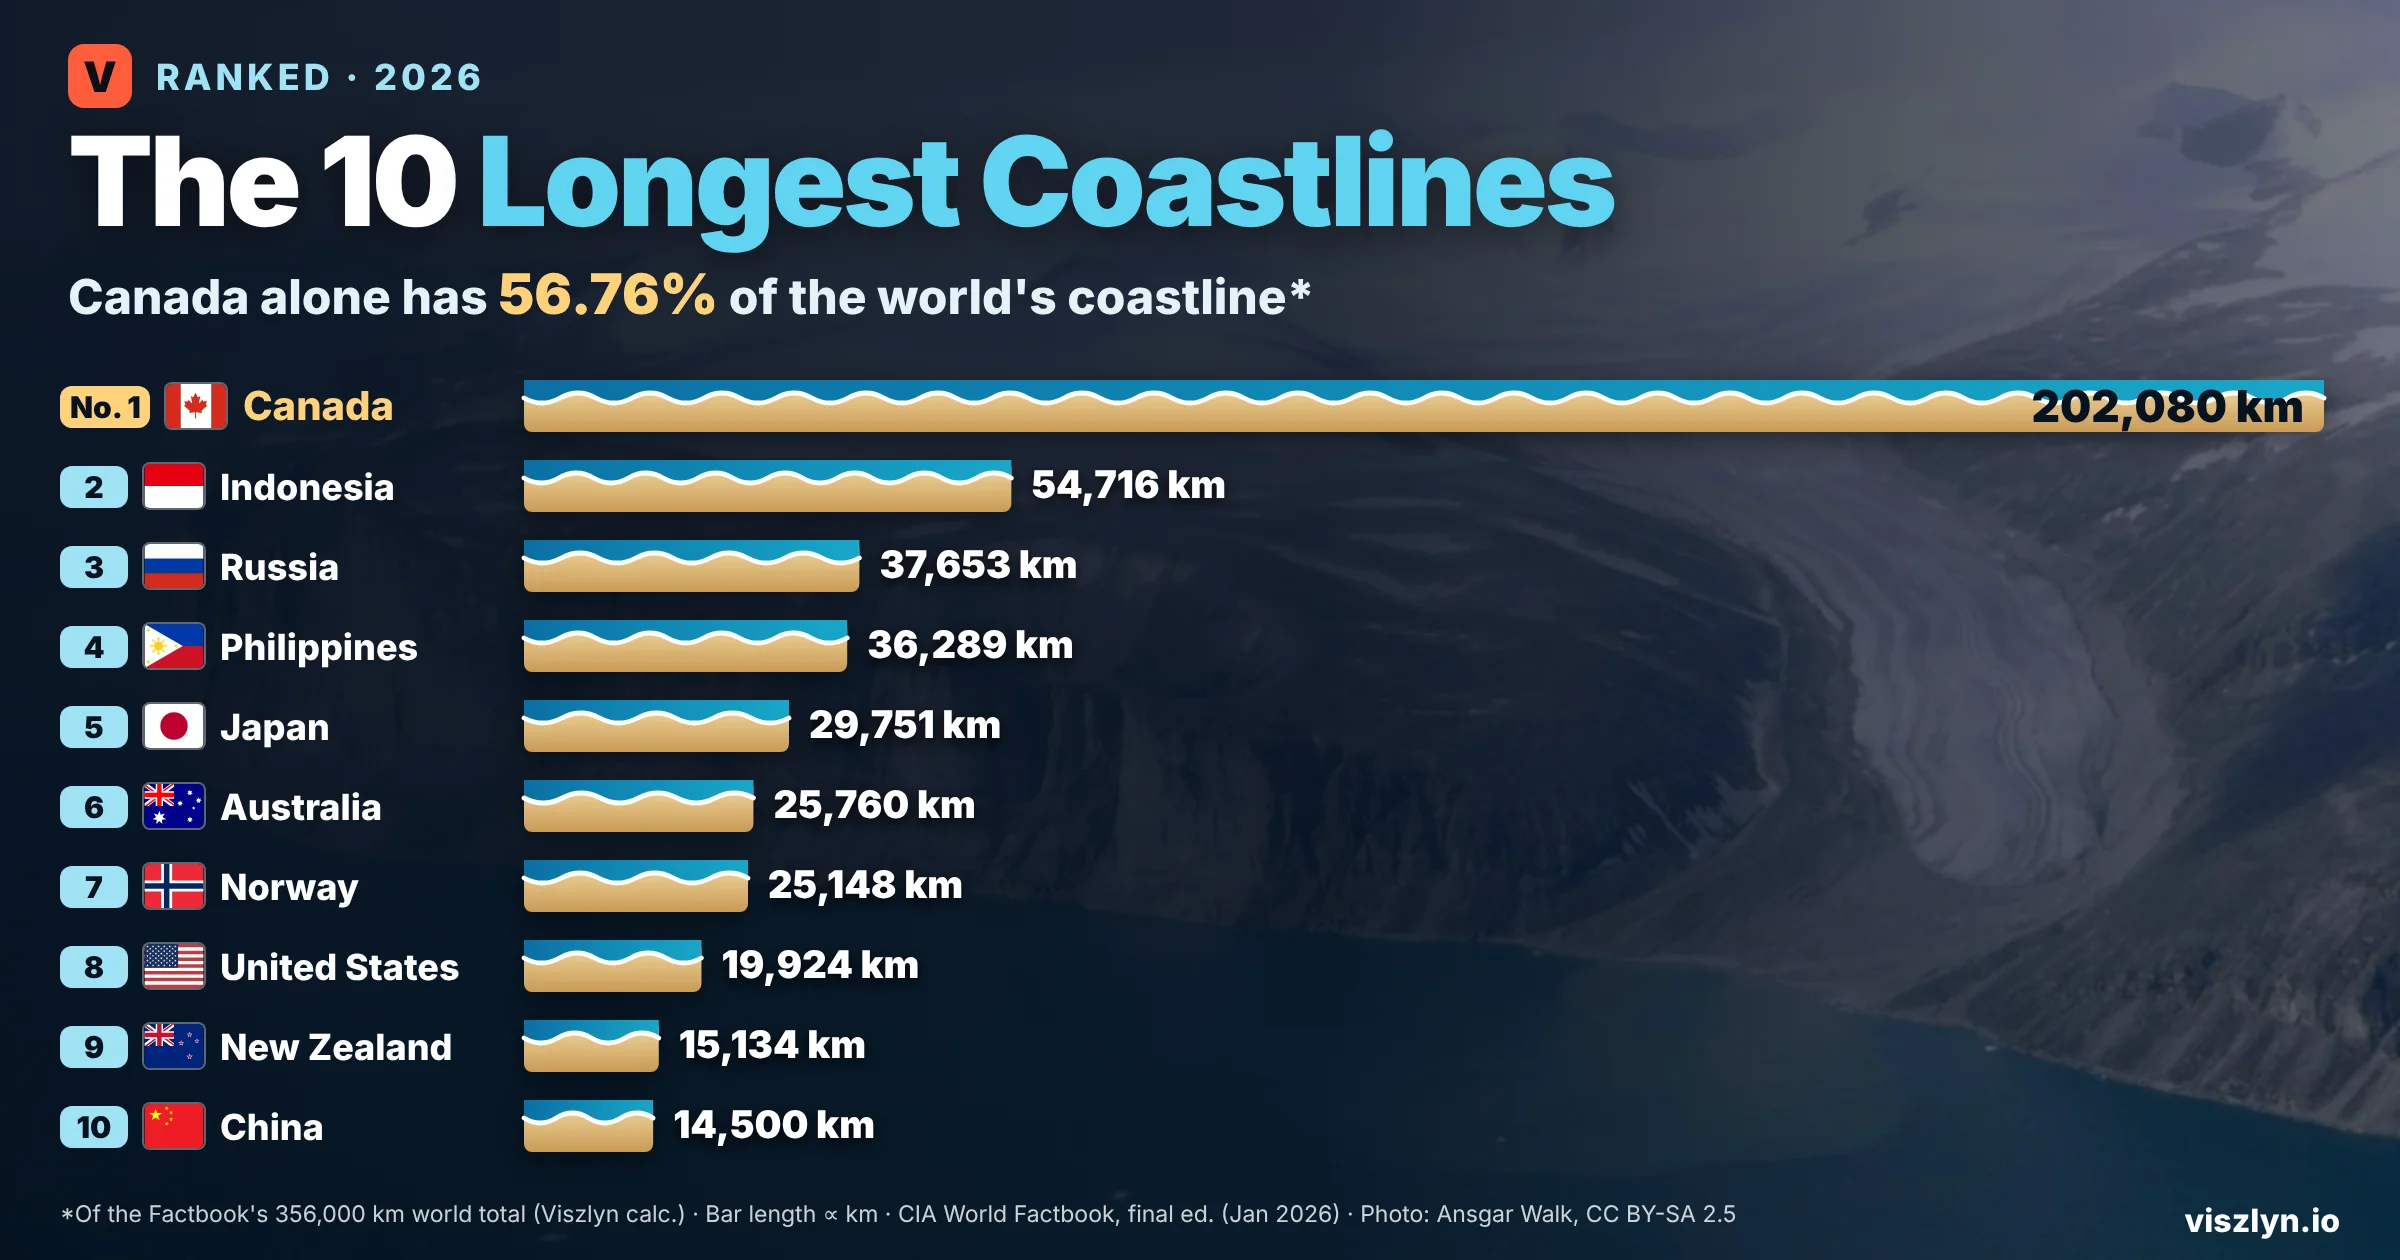 V RANKED · 2026
The 10 Longest Coastlines
Canada alone has 56.76% of the world's coastline*
No. 1 Canada 202,080 km
2 Indonesia 54,716 km
3 Russia 37,653 km
4 Philippines 36,289 km
5 Japan 29,751 km
6 Australia 25,760 km
7 Norway 25,148 km
8 United States 19,924 km
9 New Zealand 15,134 km
10 China 14,500 km
*Of the Factbook's 356,000 km world total (Viszlyn calc.) · Bar length ∝ km · CIA World Factbook, final ed. (Jan 2026) · Photo: Ansgar Walk, CC BY-SA 2.5
viszlyn.io